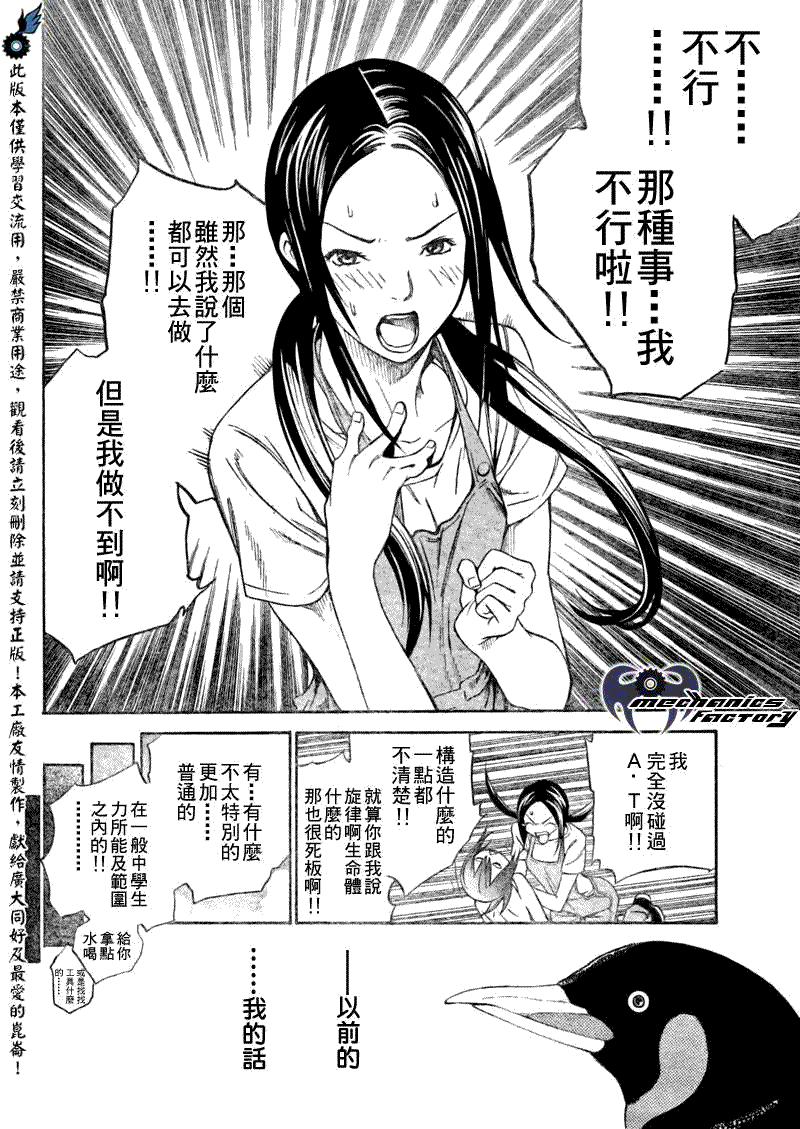 不………
不行
………!!
那種事…我
不行啦!!
那…那個
雖然我說了什麼
都可以去做
……!!
但是我做不到啊!!
我
完全沒碰過
A・T啊!!
構造什麼的
一點都
不清楚!!
就算你跟我說
旋律啊生命體
什麼的
那也很死板啊!!
有…有什麼
不太特別的
更加……
普通的
在一般中學生
力所能及範圍
之內的!!
給你
拿點
水喝
或是找找
工具什麼
的……
——以前的
……我的話
mechanics
factory
此版本僅供學習交流用，嚴禁商業用途，觀看後請立刻刪除並請支持正版！本工廠友情製作，獻給廣大同好及最愛的崑崙！